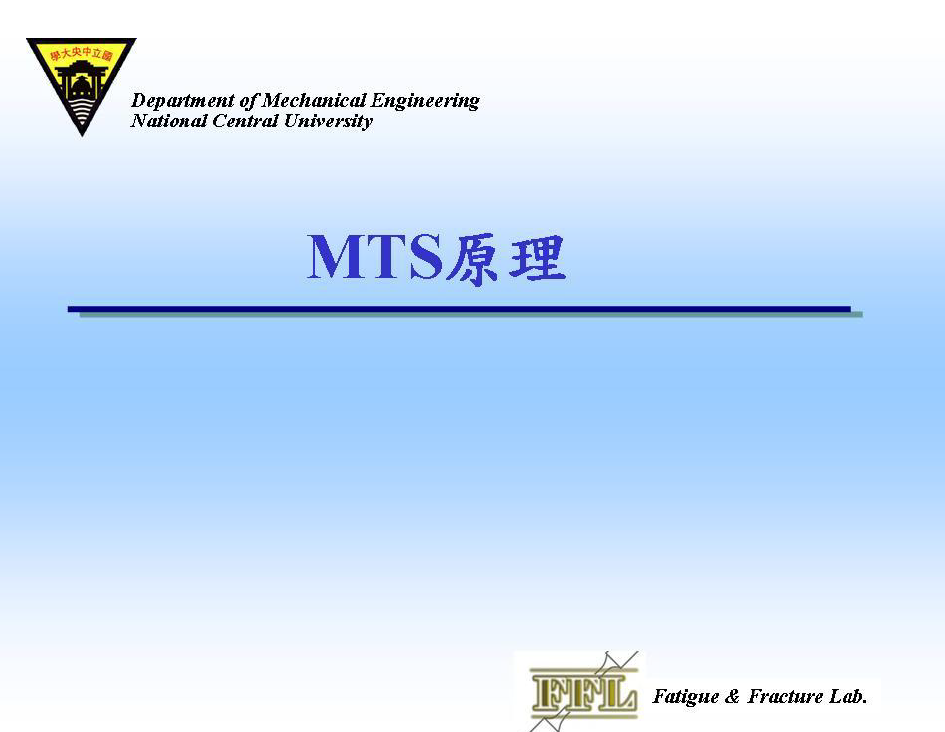 學大央中立國
Department of Mechanical Engineering
National Central University
MTS原理
FFL
Fatigue & Fracture Lab.